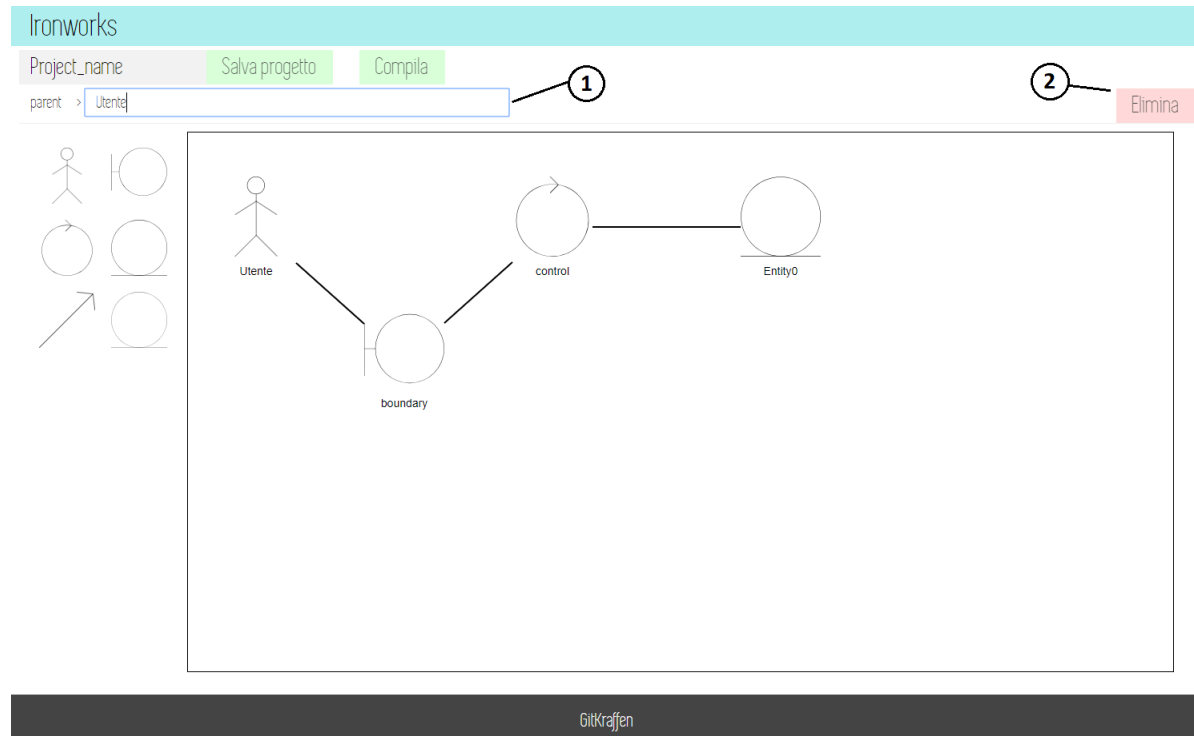 Ironworks
Project_name Salva progetto Compila
1
2
parent > Utente
Elimina
Utente
control
Entity0
boundary
GitKraffen